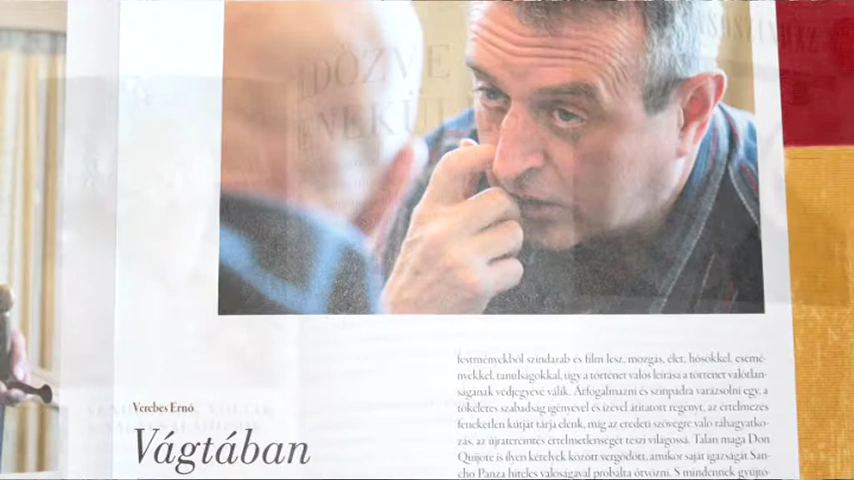 DÖZVE
VEKÜL
festményekből színdarab és film lesz, mozgás, élet, hősökkel, esemé-
nyekkel, tanulságokkal, úgy a történet valós leírása a történet valótlan-
ságának védjegyévé válik. Átfogalmazni és színpadra varázsolni egy, a
tökéletes szabadság igényével és ízével átitatott regényt, az értelmezés
feneketlen kútját tárja elénk, míg az eredeti szövegre való ráhagyatko-
zás, az újrateremtés értelmetlenségét teszi világossá. Talán maga Don
Quijote is ilyen kételyek között vergődött, amikor saját igazságát San-
cho Panza hiteles valóságával próbálta ötvözni. S mindennek gyújtó-
Verebes Ernő
Vágtában